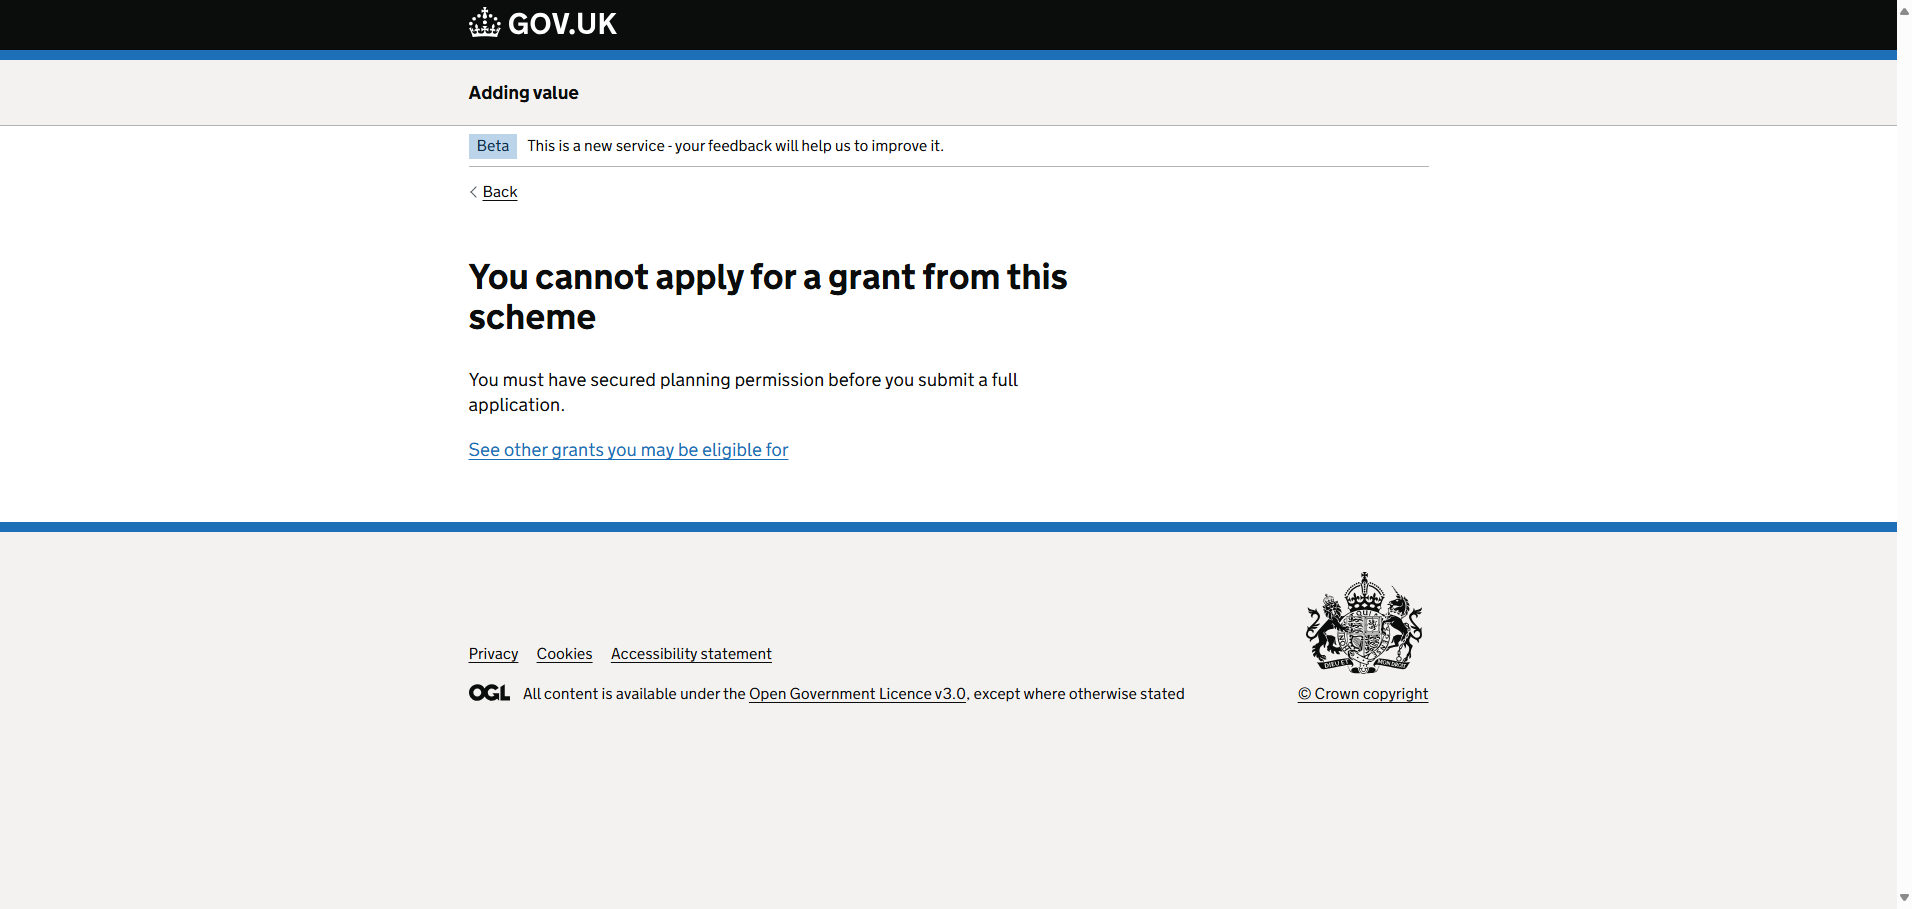 GOV.UK
Adding value
Beta This is a new service - your feedback will help us to improve it.
Back
You cannot apply for a grant from this
scheme
You must have secured planning permission before you submit a full
application.
See other grants you may be eligible for
Privacy Cookies Accessibility statement
OGL All content is available under the Open Government Licence v3.0, except where otherwise stated
© Crown copyright